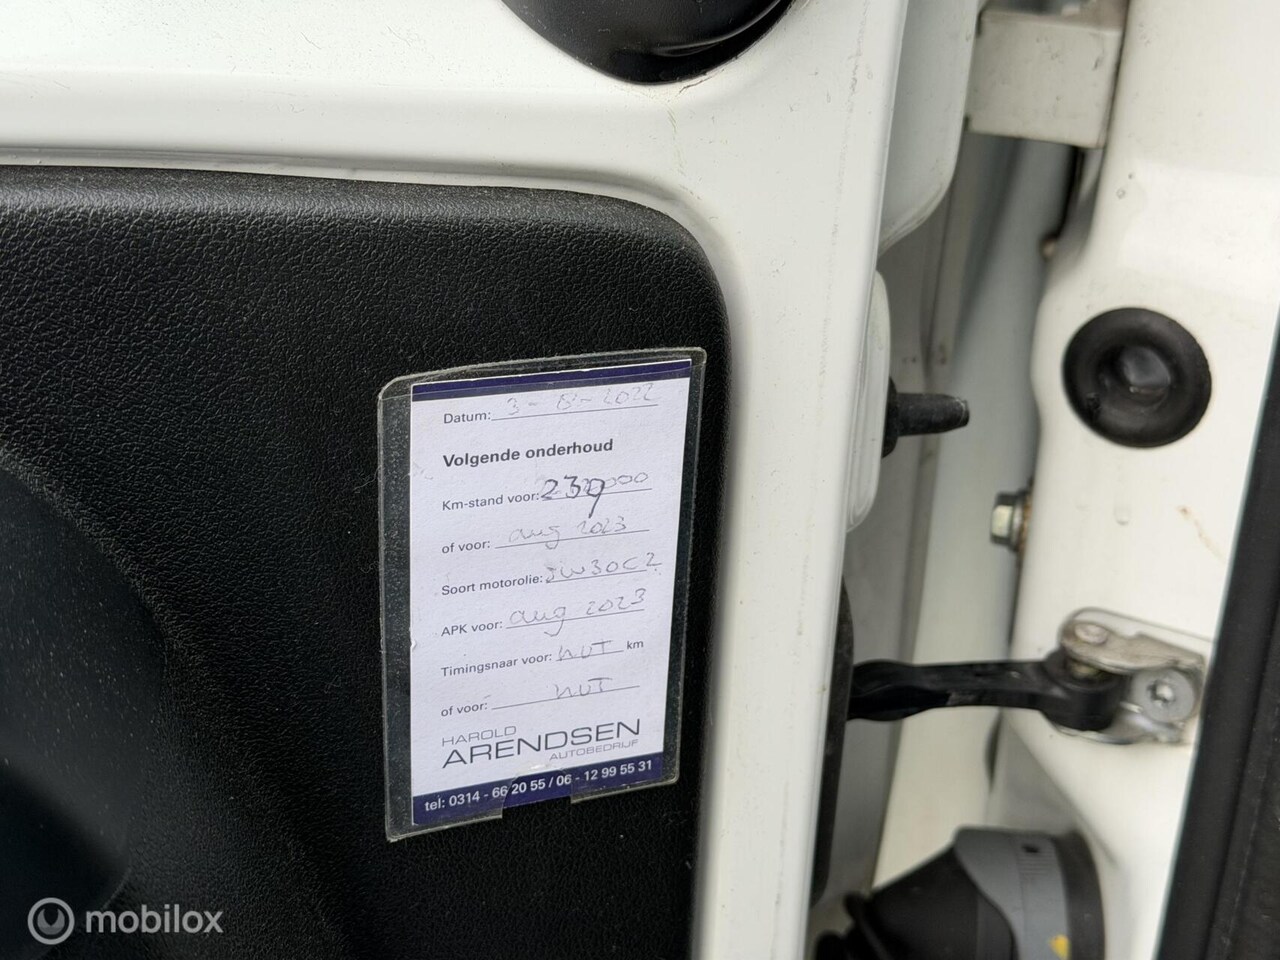 Datum: 3-8-2022
Volgende onderhoud
Km-stand voor: 239000
of voor: aug 2023
Soort motorolie: 5W30C2
APK voor: aug 2023
Timingsnaar voor: NVT km
of voor: NVT
HAROLD
ARENDSEN
AUTOBEDRIJF
tel: 0314 - 66 20 55 / 06 - 12 99 55 31
mobilox